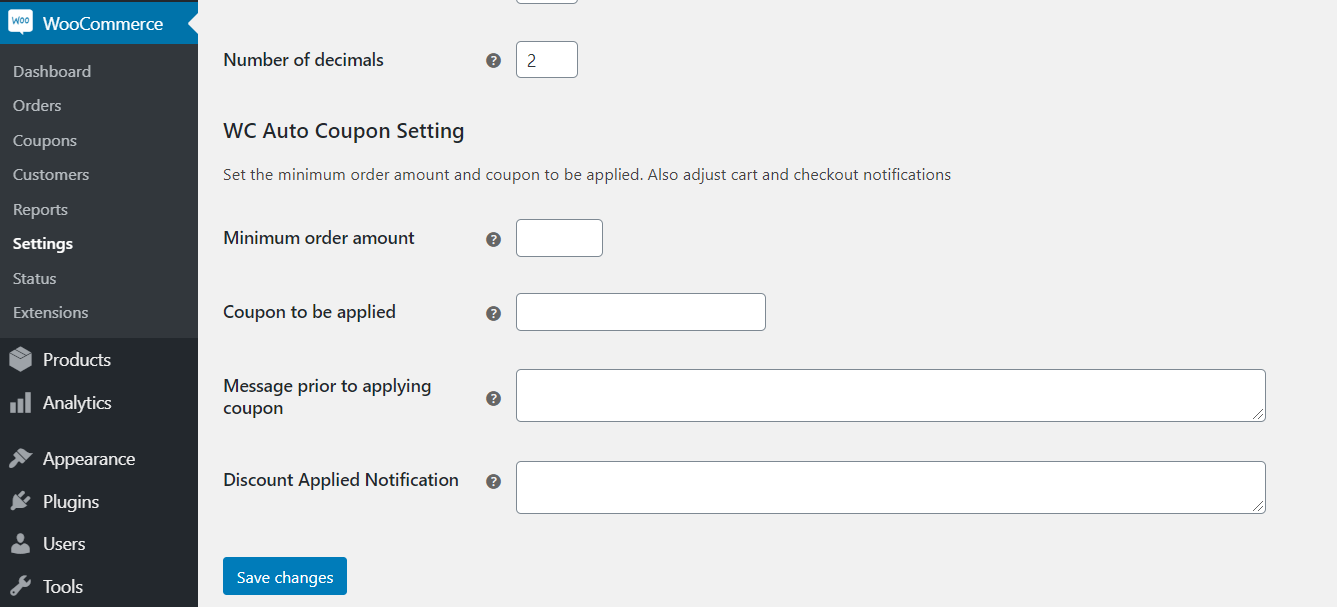 Woo WooCommerce
Dashboard
Orders
Coupons
Customers
Reports
Settings
Status
Extensions
Products
Analytics
Appearance
Plugins
Users
Tools
Number of decimals ? 2
WC Auto Coupon Setting
Set the minimum order amount and coupon to be applied. Also adjust cart and checkout notifications
Minimum order amount ?
Coupon to be applied ?
Message prior to applying
coupon ?
Discount Applied Notification ?
Save changes